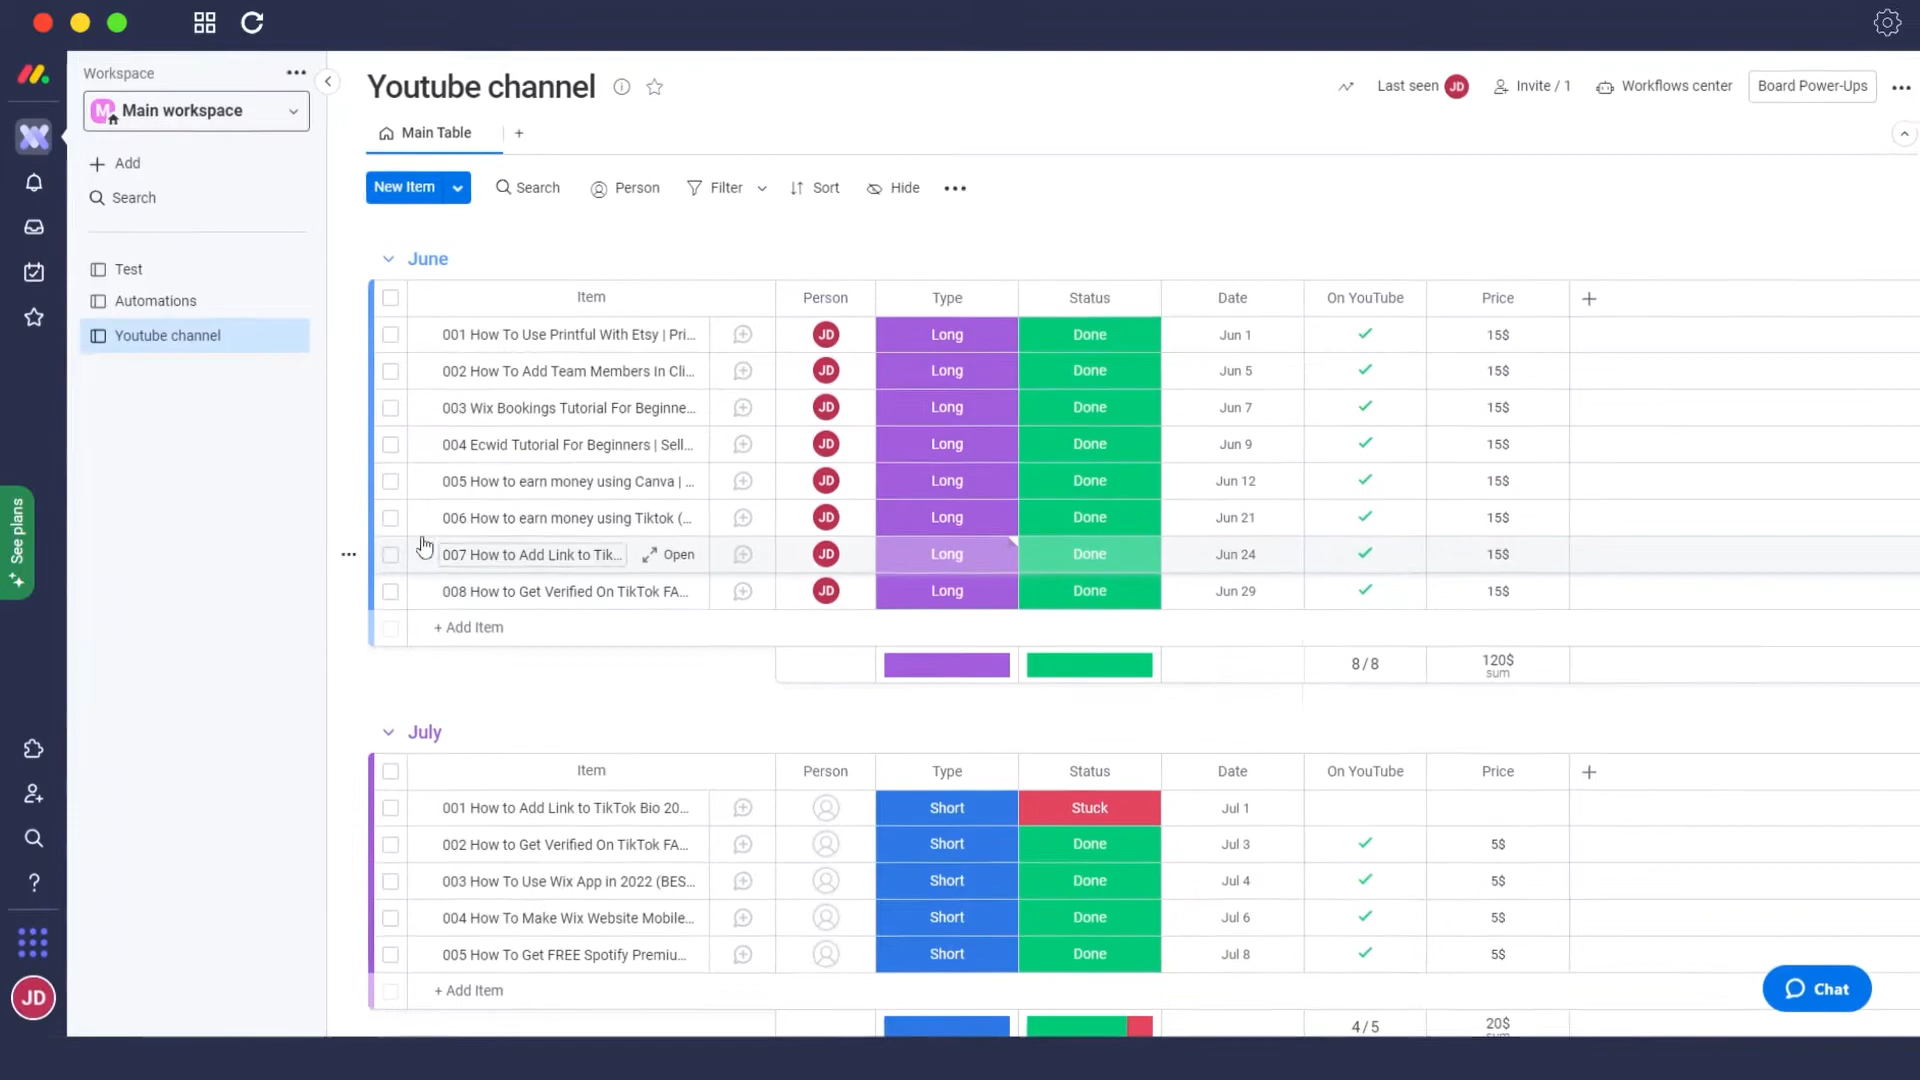 Workspace
M Main workspace
Add
Search
Test
Automations
Youtube channel
See plans
JD
Youtube channel
Last seen JD Invite / 1 Workflows center Board Power-Ups
Main Table
New Item Search Person Filter Sort Hide
June
Item Person Type Status Date On YouTube Price
001 How To Use Printful With Etsy | Pri... JD Long Done Jun 1 15$
002 How To Add Team Members In Cli... JD Long Done Jun 5 15$
003 Wix Bookings Tutorial For Beginne... JD Long Done Jun 7 15$
004 Ecwid Tutorial For Beginners | Sell... JD Long Done Jun 9 15$
005 How to earn money using Canva | ... JD Long Done Jun 12 15$
006 How to earn money using Tiktok (... JD Long Done Jun 21 15$
007 How to Add Link to Tik... Open JD Long Done Jun 24 15$
008 How to Get Verified On TikTok FA... JD Long Done Jun 29 15$
+ Add Item
8 / 8 120$
sum
July
Item Person Type Status Date On YouTube Price
001 How to Add Link to TikTok Bio 20... Short Stuck Jul 1
002 How to Get Verified On TikTok FA... Short Done Jul 3 5$
003 How To Use Wix App in 2022 (BES... Short Done Jul 4 5$
004 How To Make Wix Website Mobile... Short Done Jul 6 5$
005 How To Get FREE Spotify Premiu... Short Done Jul 8 5$
+ Add Item
4 / 5 20$
sum
Chat